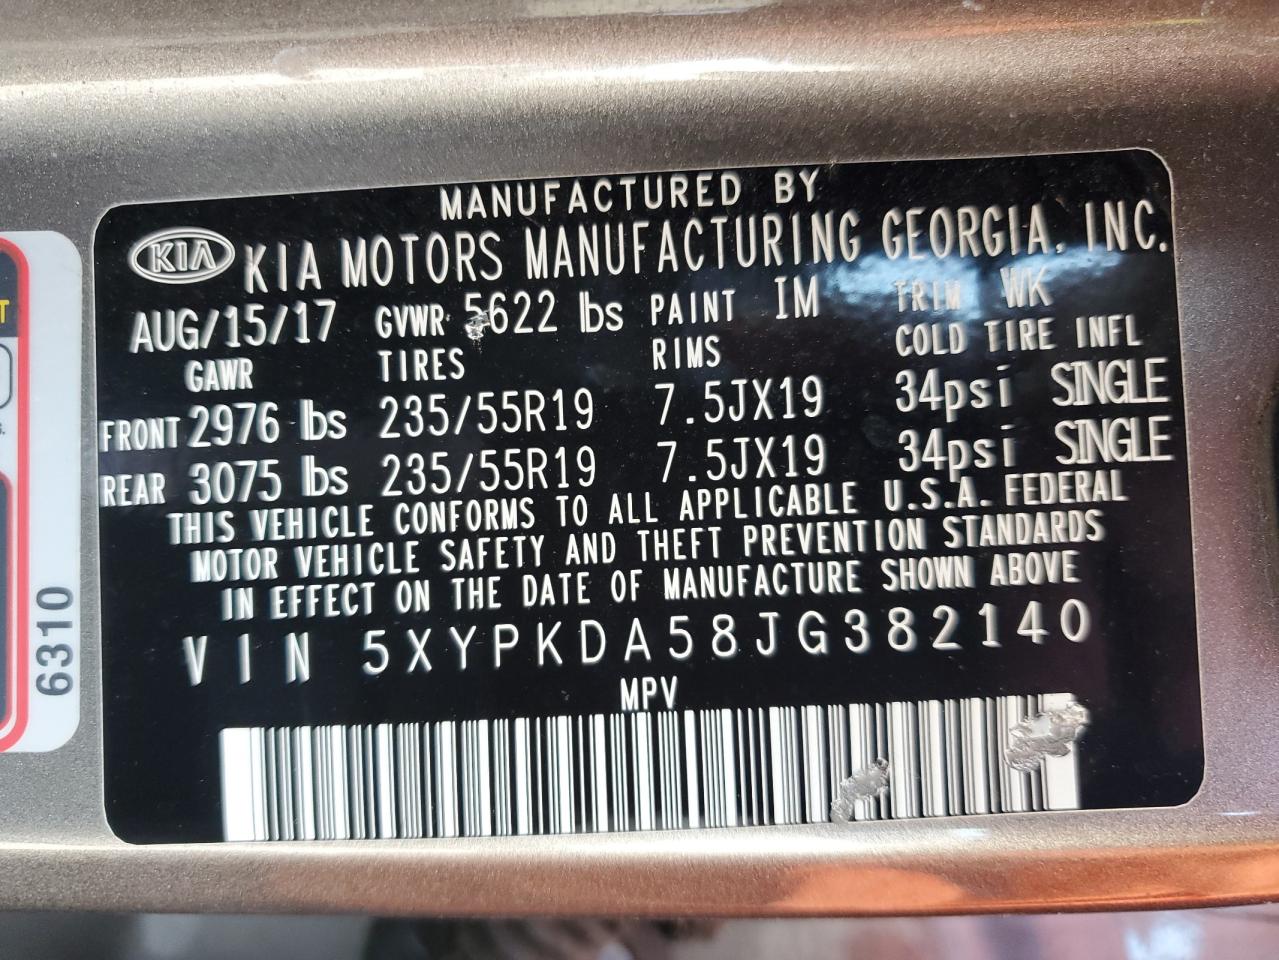 MANUFACTURED BY
KIA KIA MOTORS MANUFACTURING GEORGIA, INC.
AUG/15/17 GVWR 5622 lbs PAINT IM TRIM WK
GAWR TIRES RIMS COLD TIRE INFL
FRONT 2976 lbs 235/55R19 7.5JX19 34psi SINGLE
REAR 3075 lbs 235/55R19 7.5JX19 34psi SINGLE
THIS VEHICLE CONFORMS TO ALL APPLICABLE U.S.A. FEDERAL
MOTOR VEHICLE SAFETY AND THEFT PREVENTION STANDARDS
IN EFFECT ON THE DATE OF MANUFACTURE SHOWN ABOVE
VIN 5XYPKDA58JG382140
MPV
6310